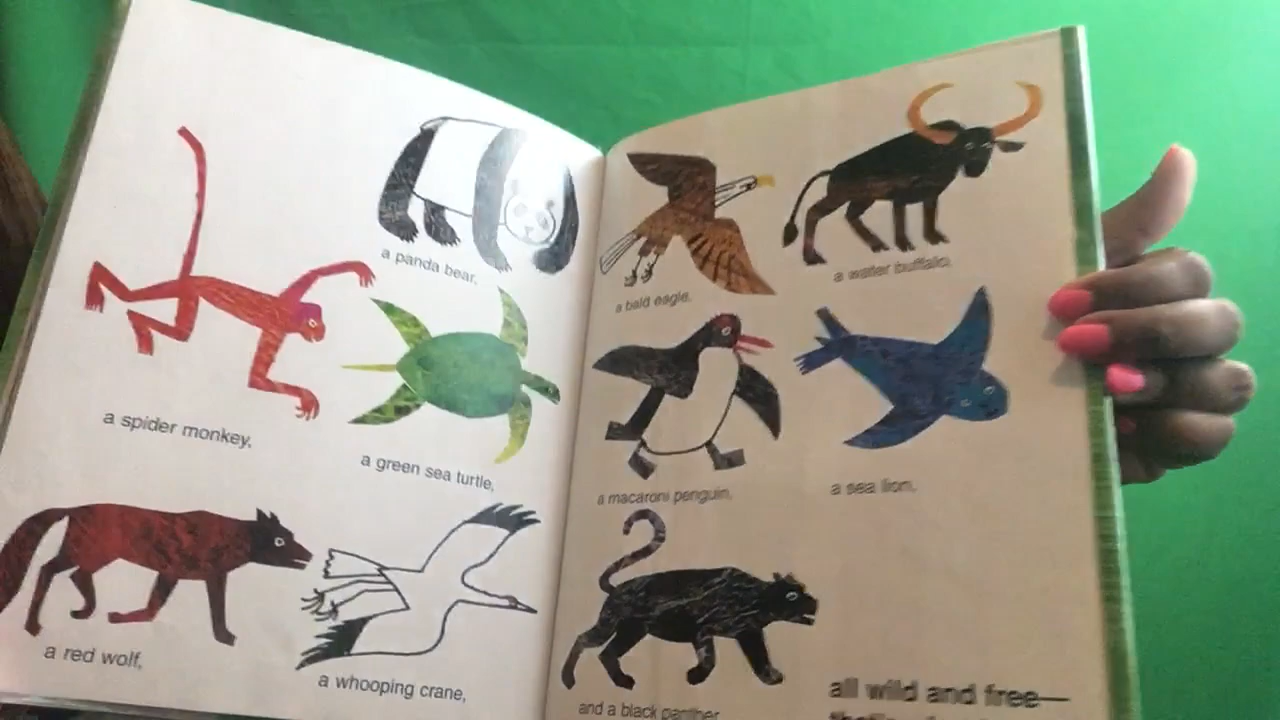 a panda bear,
a spider monkey,
a green sea turtle,
a red wolf,
a whooping crane,
a bald eagle,
a water buffalo,
a macaroni penguin,
a sea lion,
and a black panther
all wild and free—